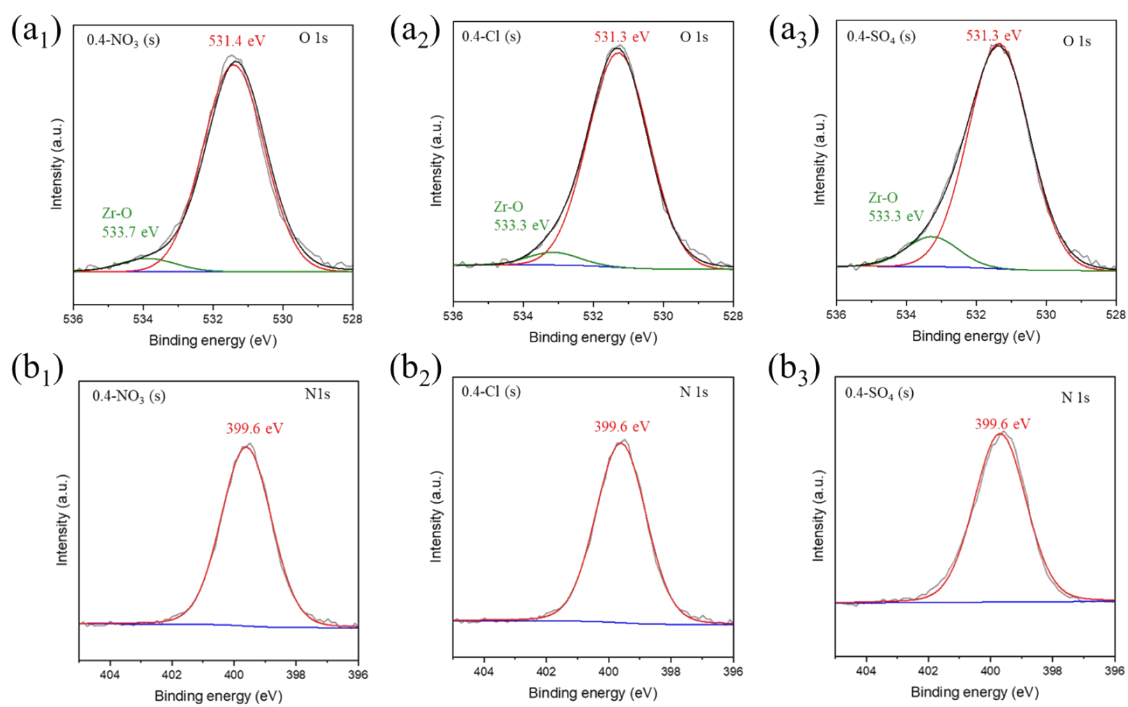 (a1)
0.4-NO3 (s)
531.4 eV
O 1s
Zr-O
533.7 eV
Intensity (a.u.)
536 534 532 530 528
Binding energy (eV)
(a2)
0.4-Cl (s)
531.3 eV
O 1s
Zr-O
533.3 eV
Intensity (a.u.)
536 534 532 530 528
Binding energy (eV)
(a3)
0.4-SO4 (s)
531.3 eV
O 1s
Zr-O
533.3 eV
Intensity (a.u.)
536 534 532 530 528
Binding energy (eV)
(b1)
0.4-NO3 (s)
N1s
399.6 eV
Intensity (a.u.)
404 402 400 398 396
Binding energy (eV)
(b2)
0.4-Cl (s)
N 1s
399.6 eV
Intensity (a.u.)
404 402 400 398 396
Binding energy (eV)
(b3)
0.4-SO4 (s)
N 1s
399.6 eV
Intensity (a.u.)
404 402 400 398 396
Binding energy (eV)